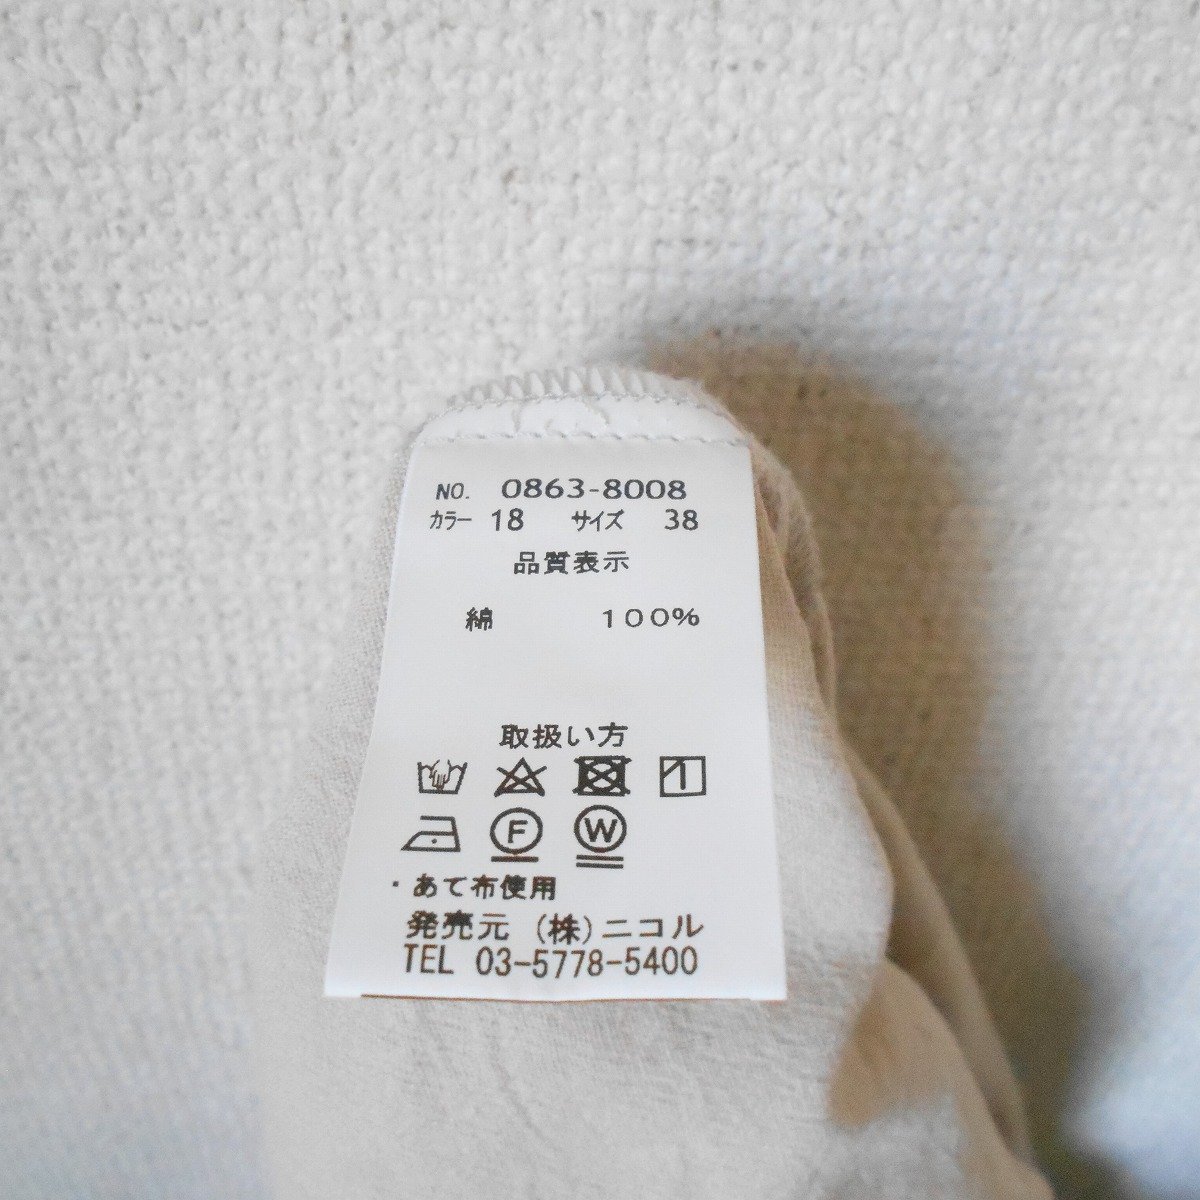 NO. 0863-8008
カラー 18 サイズ 38
品質表示
綿 100%
取扱い方
F W
・あて布使用
発売元 (株)ニコル
TEL 03-5778-5400